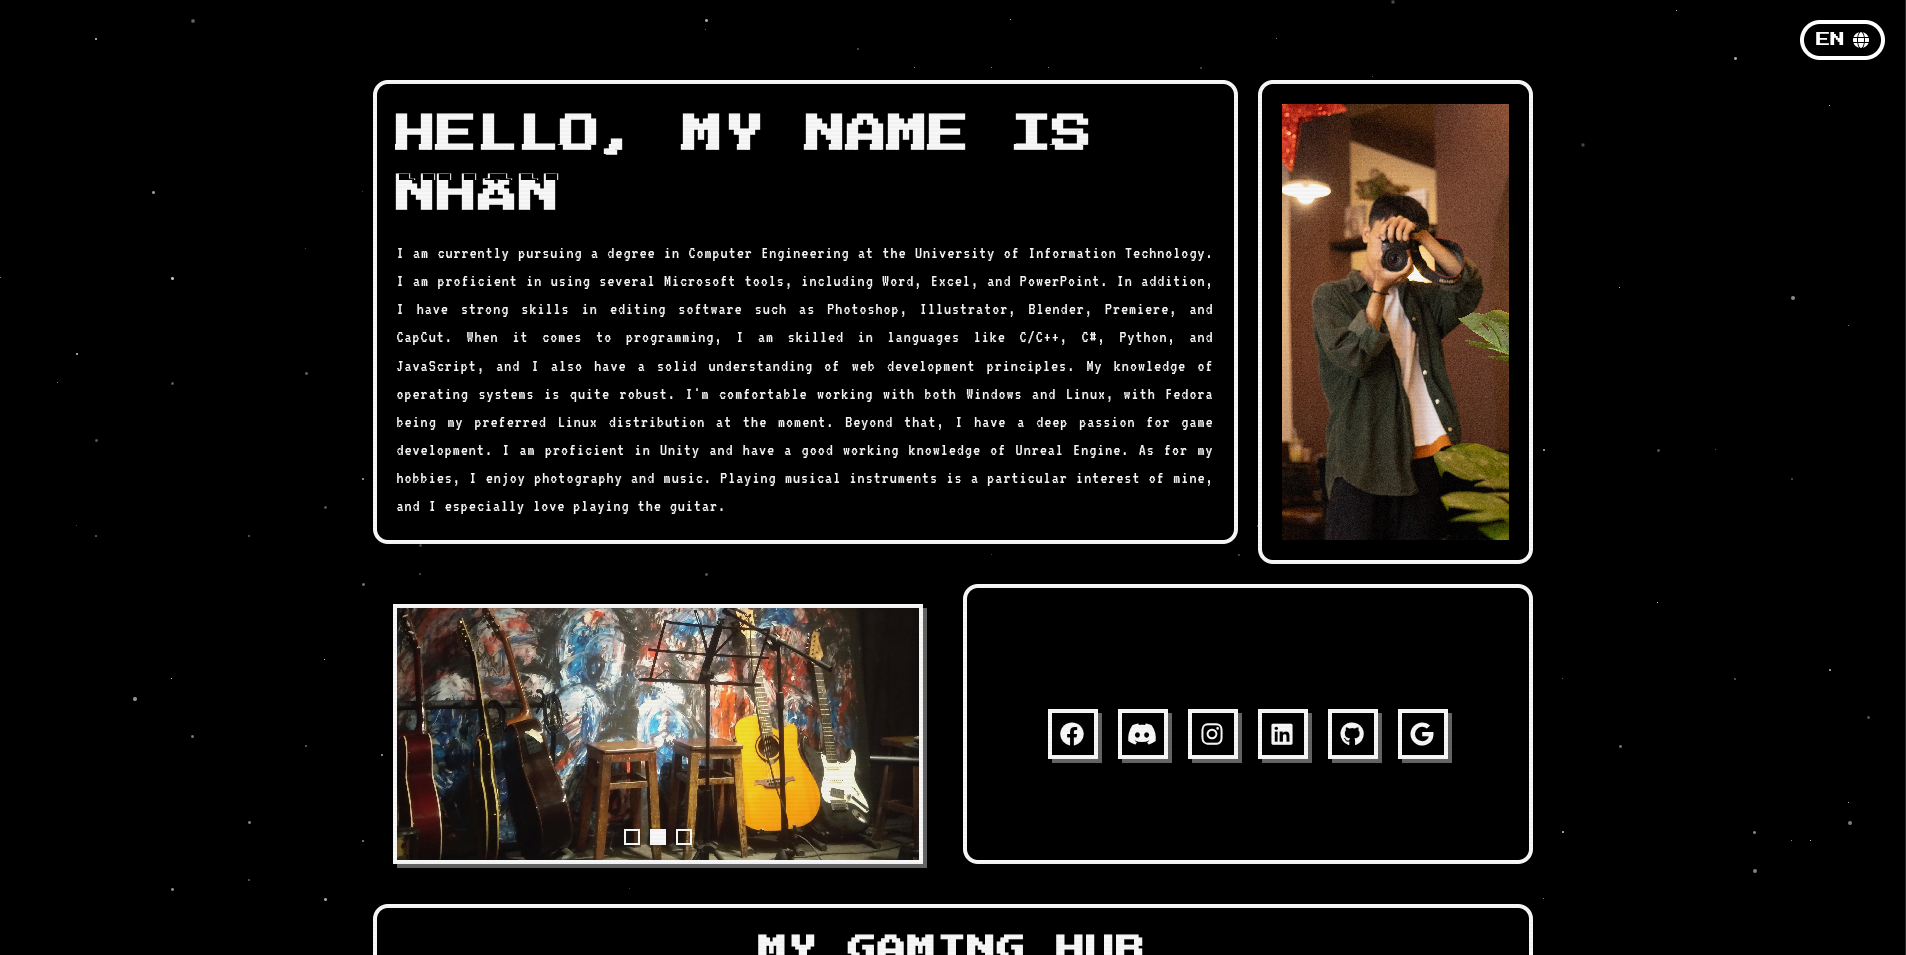 EN
HELLO, MY NAME IS
NHÂN
I am currently pursuing a degree in Computer Engineering at the University of Information Technology.
I am proficient in using several Microsoft tools, including Word, Excel, and PowerPoint. In addition,
I have strong skills in editing software such as Photoshop, Illustrator, Blender, Premiere, and
CapCut. When it comes to programming, I am skilled in languages like C/C++, C#, Python, and
JavaScript, and I also have a solid understanding of web development principles. My knowledge of
operating systems is quite robust. I'm comfortable working with both Windows and Linux, with Fedora
being my preferred Linux distribution at the moment. Beyond that, I have a deep passion for game
development. I am proficient in Unity and have a good working knowledge of Unreal Engine. As for my
hobbies, I enjoy photography and music. Playing musical instruments is a particular interest of mine,
and I especially love playing the guitar.
MY GAMING HUB